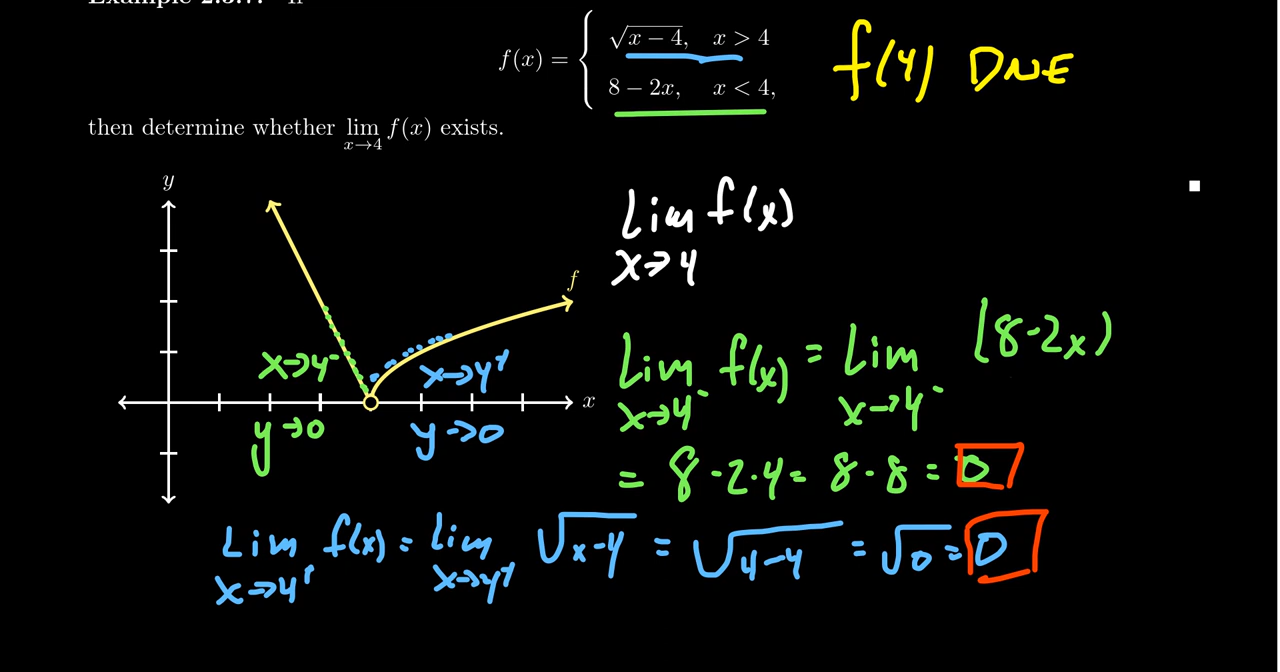 Example 2.3.7. If
f(x) = { √(x − 4), x > 4
8 − 2x, x < 4,
f(4) DNE
then determine whether lim x→4 f(x) exists.
y
lim x→4 f(x)
f
x→4⁻
x→4⁺
x
y→0
y→0
lim x→4⁻ f(x) = lim x→4⁻ (8-2x)
= 8-2·4 = 8-8 = 0
lim x→4⁺ f(x) = lim x→4⁺ √(x-4) = √(4-4) = √0 = 0